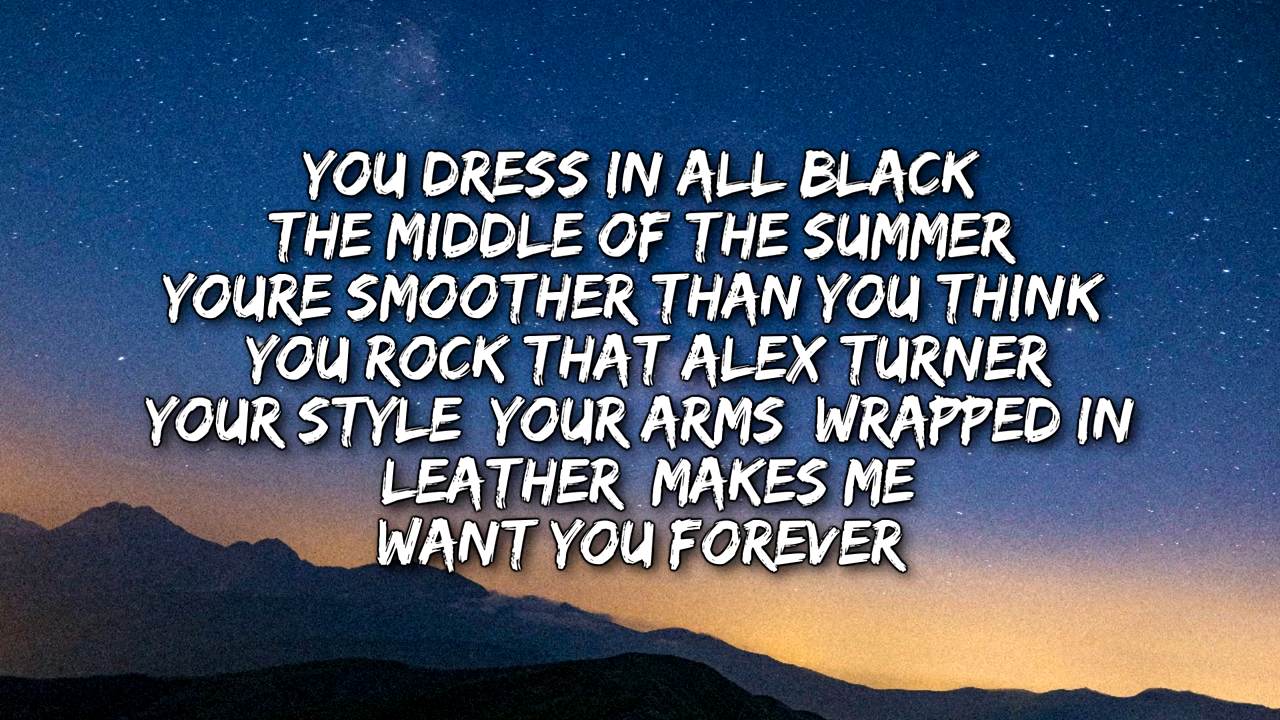 YOU DRESS IN ALL BLACK
THE MIDDLE OF THE SUMMER
YOURE SMOOTHER THAN YOU THINK
YOU ROCK THAT ALEX TURNER
YOUR STYLE YOUR ARMS WRAPPED IN
LEATHER MAKES ME
WANT YOU FOREVER